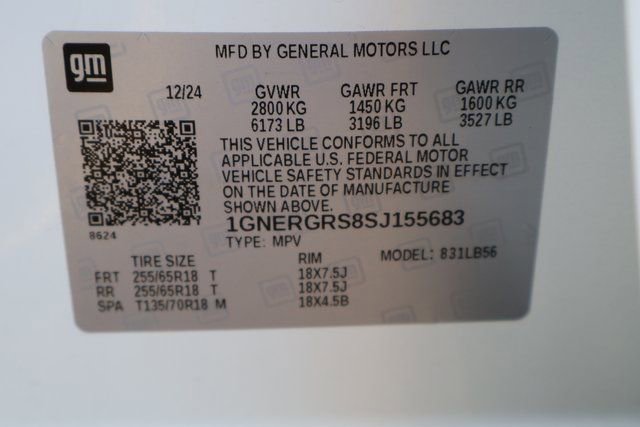 gm
MFD BY GENERAL MOTORS LLC
12/24 GVWR GAWR FRT GAWR RR
2800 KG 1450 KG 1600 KG
6173 LB 3196 LB 3527 LB
THIS VEHICLE CONFORMS TO ALL
APPLICABLE U.S. FEDERAL MOTOR
VEHICLE SAFETY STANDARDS IN EFFECT
ON THE DATE OF MANUFACTURE
SHOWN ABOVE.
1GNERGRS8SJ155683
8624
TYPE: MPV MODEL: 831LB56
TIRE SIZE RIM
FRT 255/65R18 T 18X7.5J
RR 255/65R18 T 18X7.5J
SPA T135/70R18 M 18X4.5B